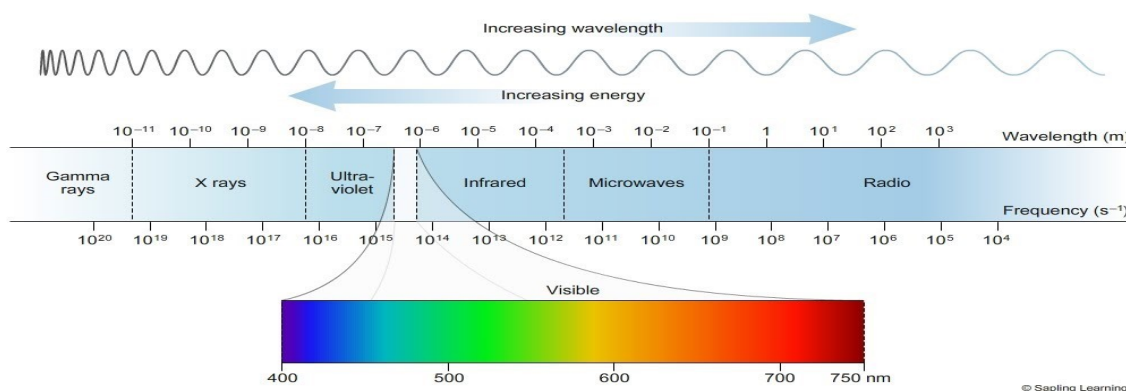 Increasing wavelength
Increasing energy
10⁻¹¹ 10⁻¹⁰ 10⁻⁹ 10⁻⁸ 10⁻⁷ 10⁻⁶ 10⁻⁵ 10⁻⁴ 10⁻³ 10⁻² 10⁻¹ 1 10¹ 10² 10³ Wavelength (m)
Gamma rays
X rays
Ultra-
violet
Infrared
Microwaves
Radio
Frequency (s⁻¹)
10²⁰ 10¹⁹ 10¹⁸ 10¹⁷ 10¹⁶ 10¹⁵ 10¹⁴ 10¹³ 10¹² 10¹¹ 10¹⁰ 10⁹ 10⁸ 10⁷ 10⁶ 10⁵ 10⁴
Visible
400 500 600 700 750 nm
© Sapling Learning